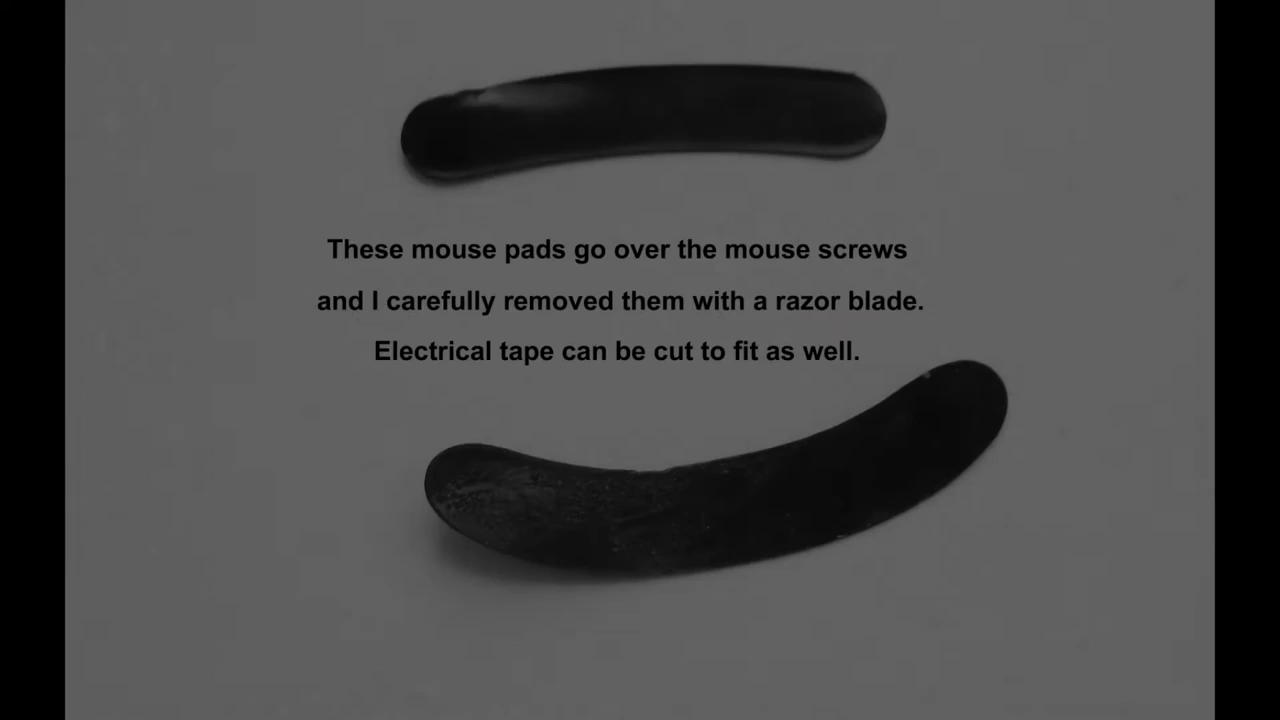 These mouse pads go over the mouse screws
and I carefully removed them with a razor blade.
Electrical tape can be cut to fit as well.